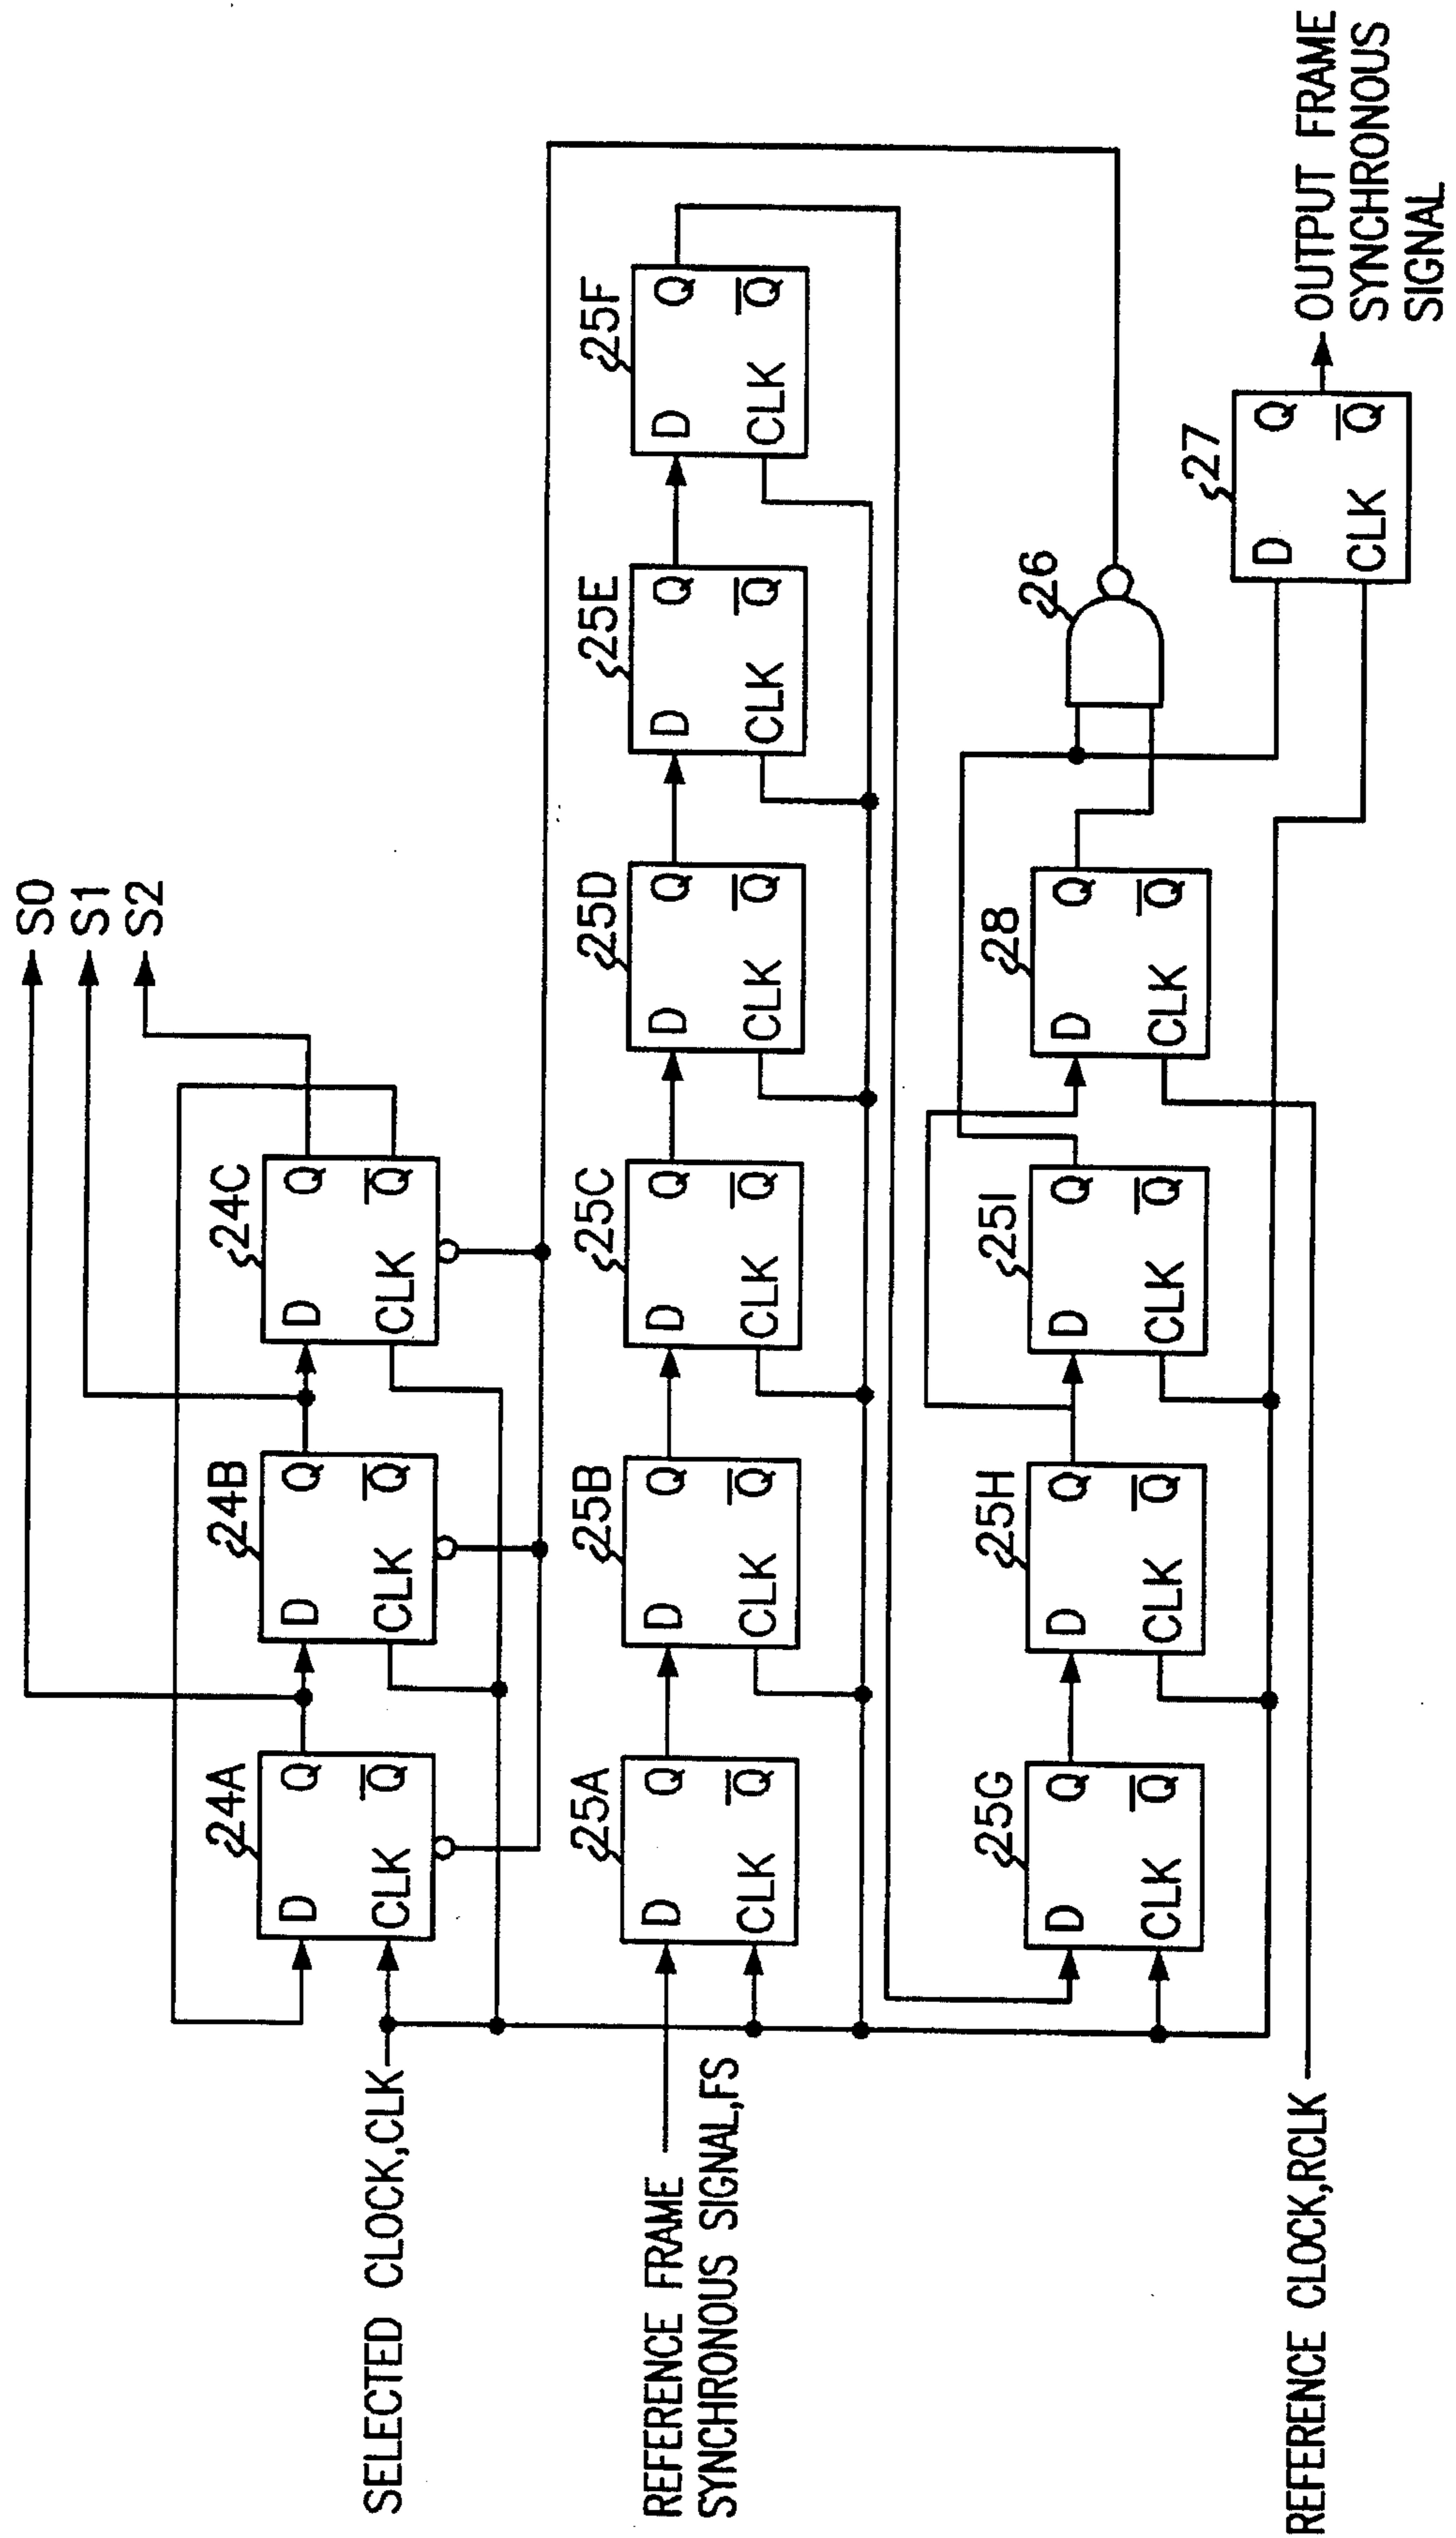 S0
S1
S2
24A
D Q
CLK Q
24B
D Q
CLK Q
24C
D Q
CLK Q
SELECTED CLOCK,CLK
25A
D Q
CLK Q
25B
D Q
CLK Q
25C
D Q
CLK Q
25D
D Q
CLK Q
25E
D Q
CLK Q
25F
D Q
CLK Q
REFERENCE FRAME
SYNCHRONOUS SIGNAL,FS
25G
D Q
CLK Q
25H
D Q
CLK Q
25I
D Q
CLK Q
28
D Q
CLK Q
26
27
D Q
CLK Q
REFERENCE CLOCK,RCLK
OUTPUT FRAME
SYNCHRONOUS
SIGNAL